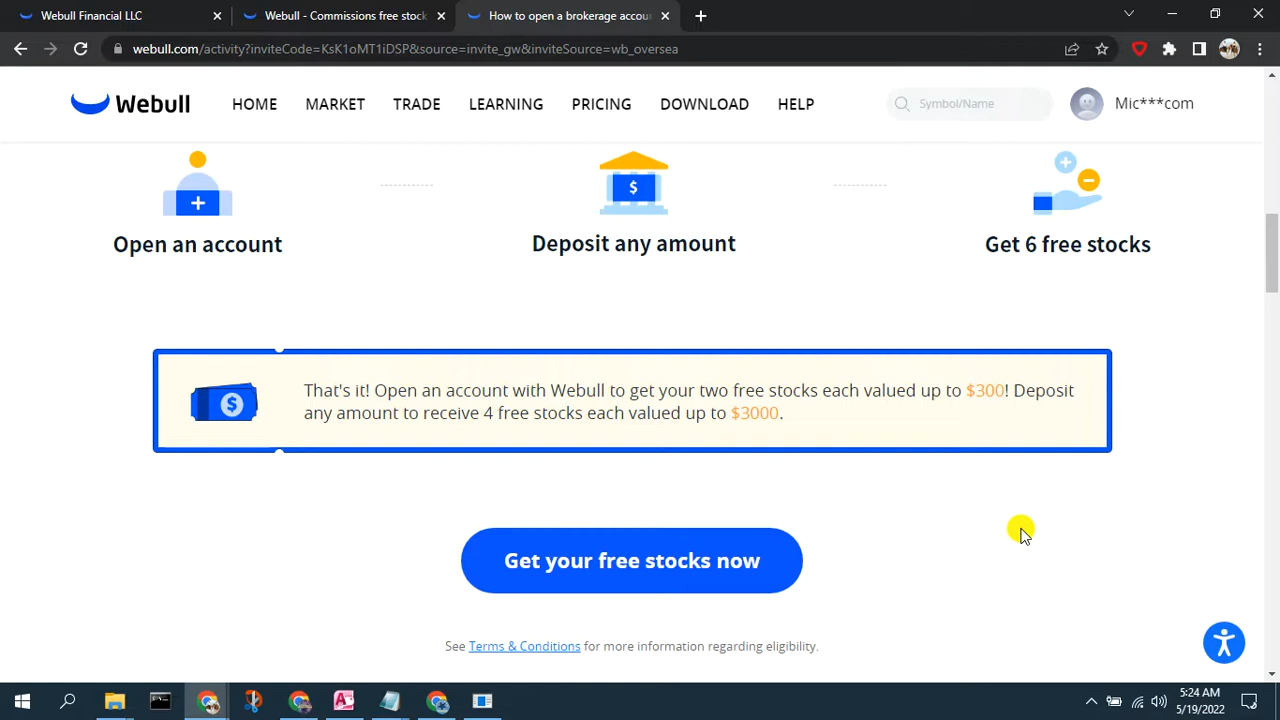 Webull Financial LLC
Webull - Commissions free stock
How to open a brokerage accou
webull.com/activity?inviteCode=KsK1oMT1iDSP&source=invite_gw&inviteSource=wb_oversea
Webull HOME MARKET TRADE LEARNING PRICING DOWNLOAD HELP Symbol/Name Mic***com
Open an account
Deposit any amount
Get 6 free stocks
That's it! Open an account with Webull to get your two free stocks each valued up to $300! Deposit
any amount to receive 4 free stocks each valued up to $3000.
Get your free stocks now
See Terms & Conditions for more information regarding eligibility.
5:24 AM
5/19/2022